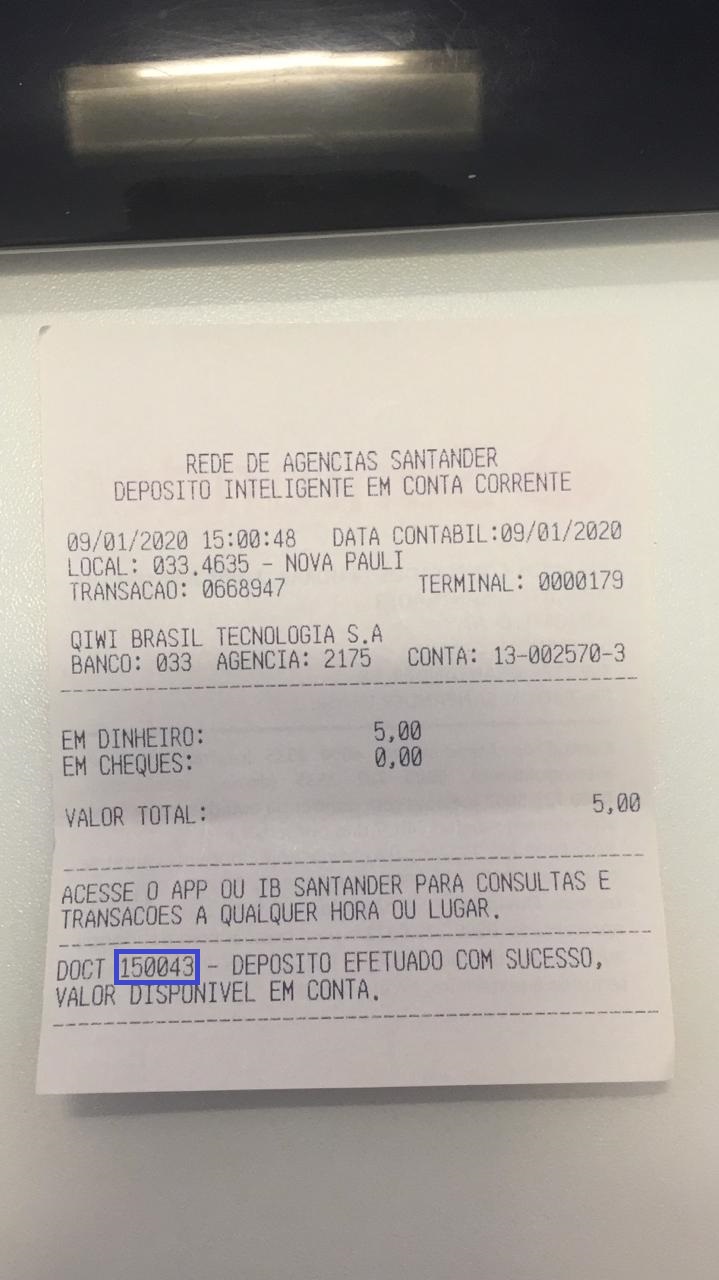 REDE DE AGENCIAS SANTANDER
DEPOSITO INTELIGENTE EM CONTA CORRENTE
09/01/2020 15:00:48 DATA CONTABIL:09/01/2020
LOCAL: 033.4635 - NOVA PAULI
TRANSACAO: 0668947 TERMINAL: 0000179
QIWI BRASIL TECNOLOGIA S.A
BANCO: 033 AGENCIA: 2175 CONTA: 13-002570-3
EM DINHEIRO: 5,00
EM CHEQUES: 0,00
VALOR TOTAL: 5,00
ACESSE O APP OU IB SANTANDER PARA CONSULTAS E
TRANSACOES A QUALQUER HORA OU LUGAR.
DOCT 150043 - DEPOSITO EFETUADO COM SUCESSO,
VALOR DISPONIVEL EM CONTA.